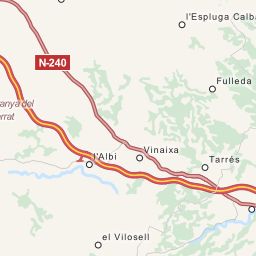 l'Espluga Calba
N-240
Fulleda
anya del
rrat
l'Albi
Vinaixa
Tarrés
el Vilosell